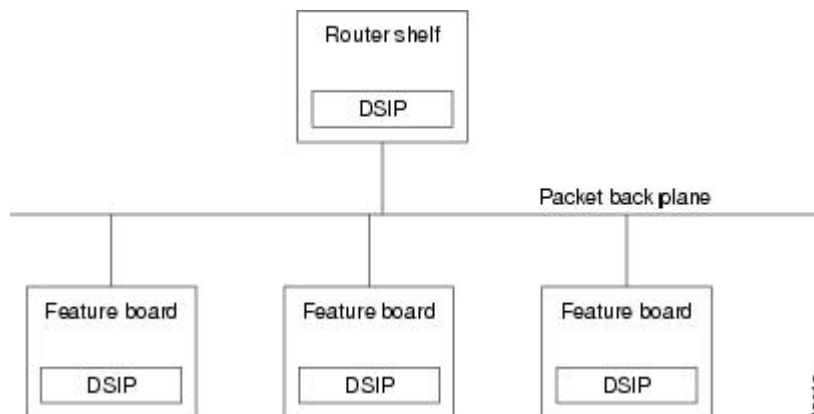 Router shelf
DSIP
Packet back plane
Feature board
Feature board
Feature board
DSIP
DSIP
DSIP